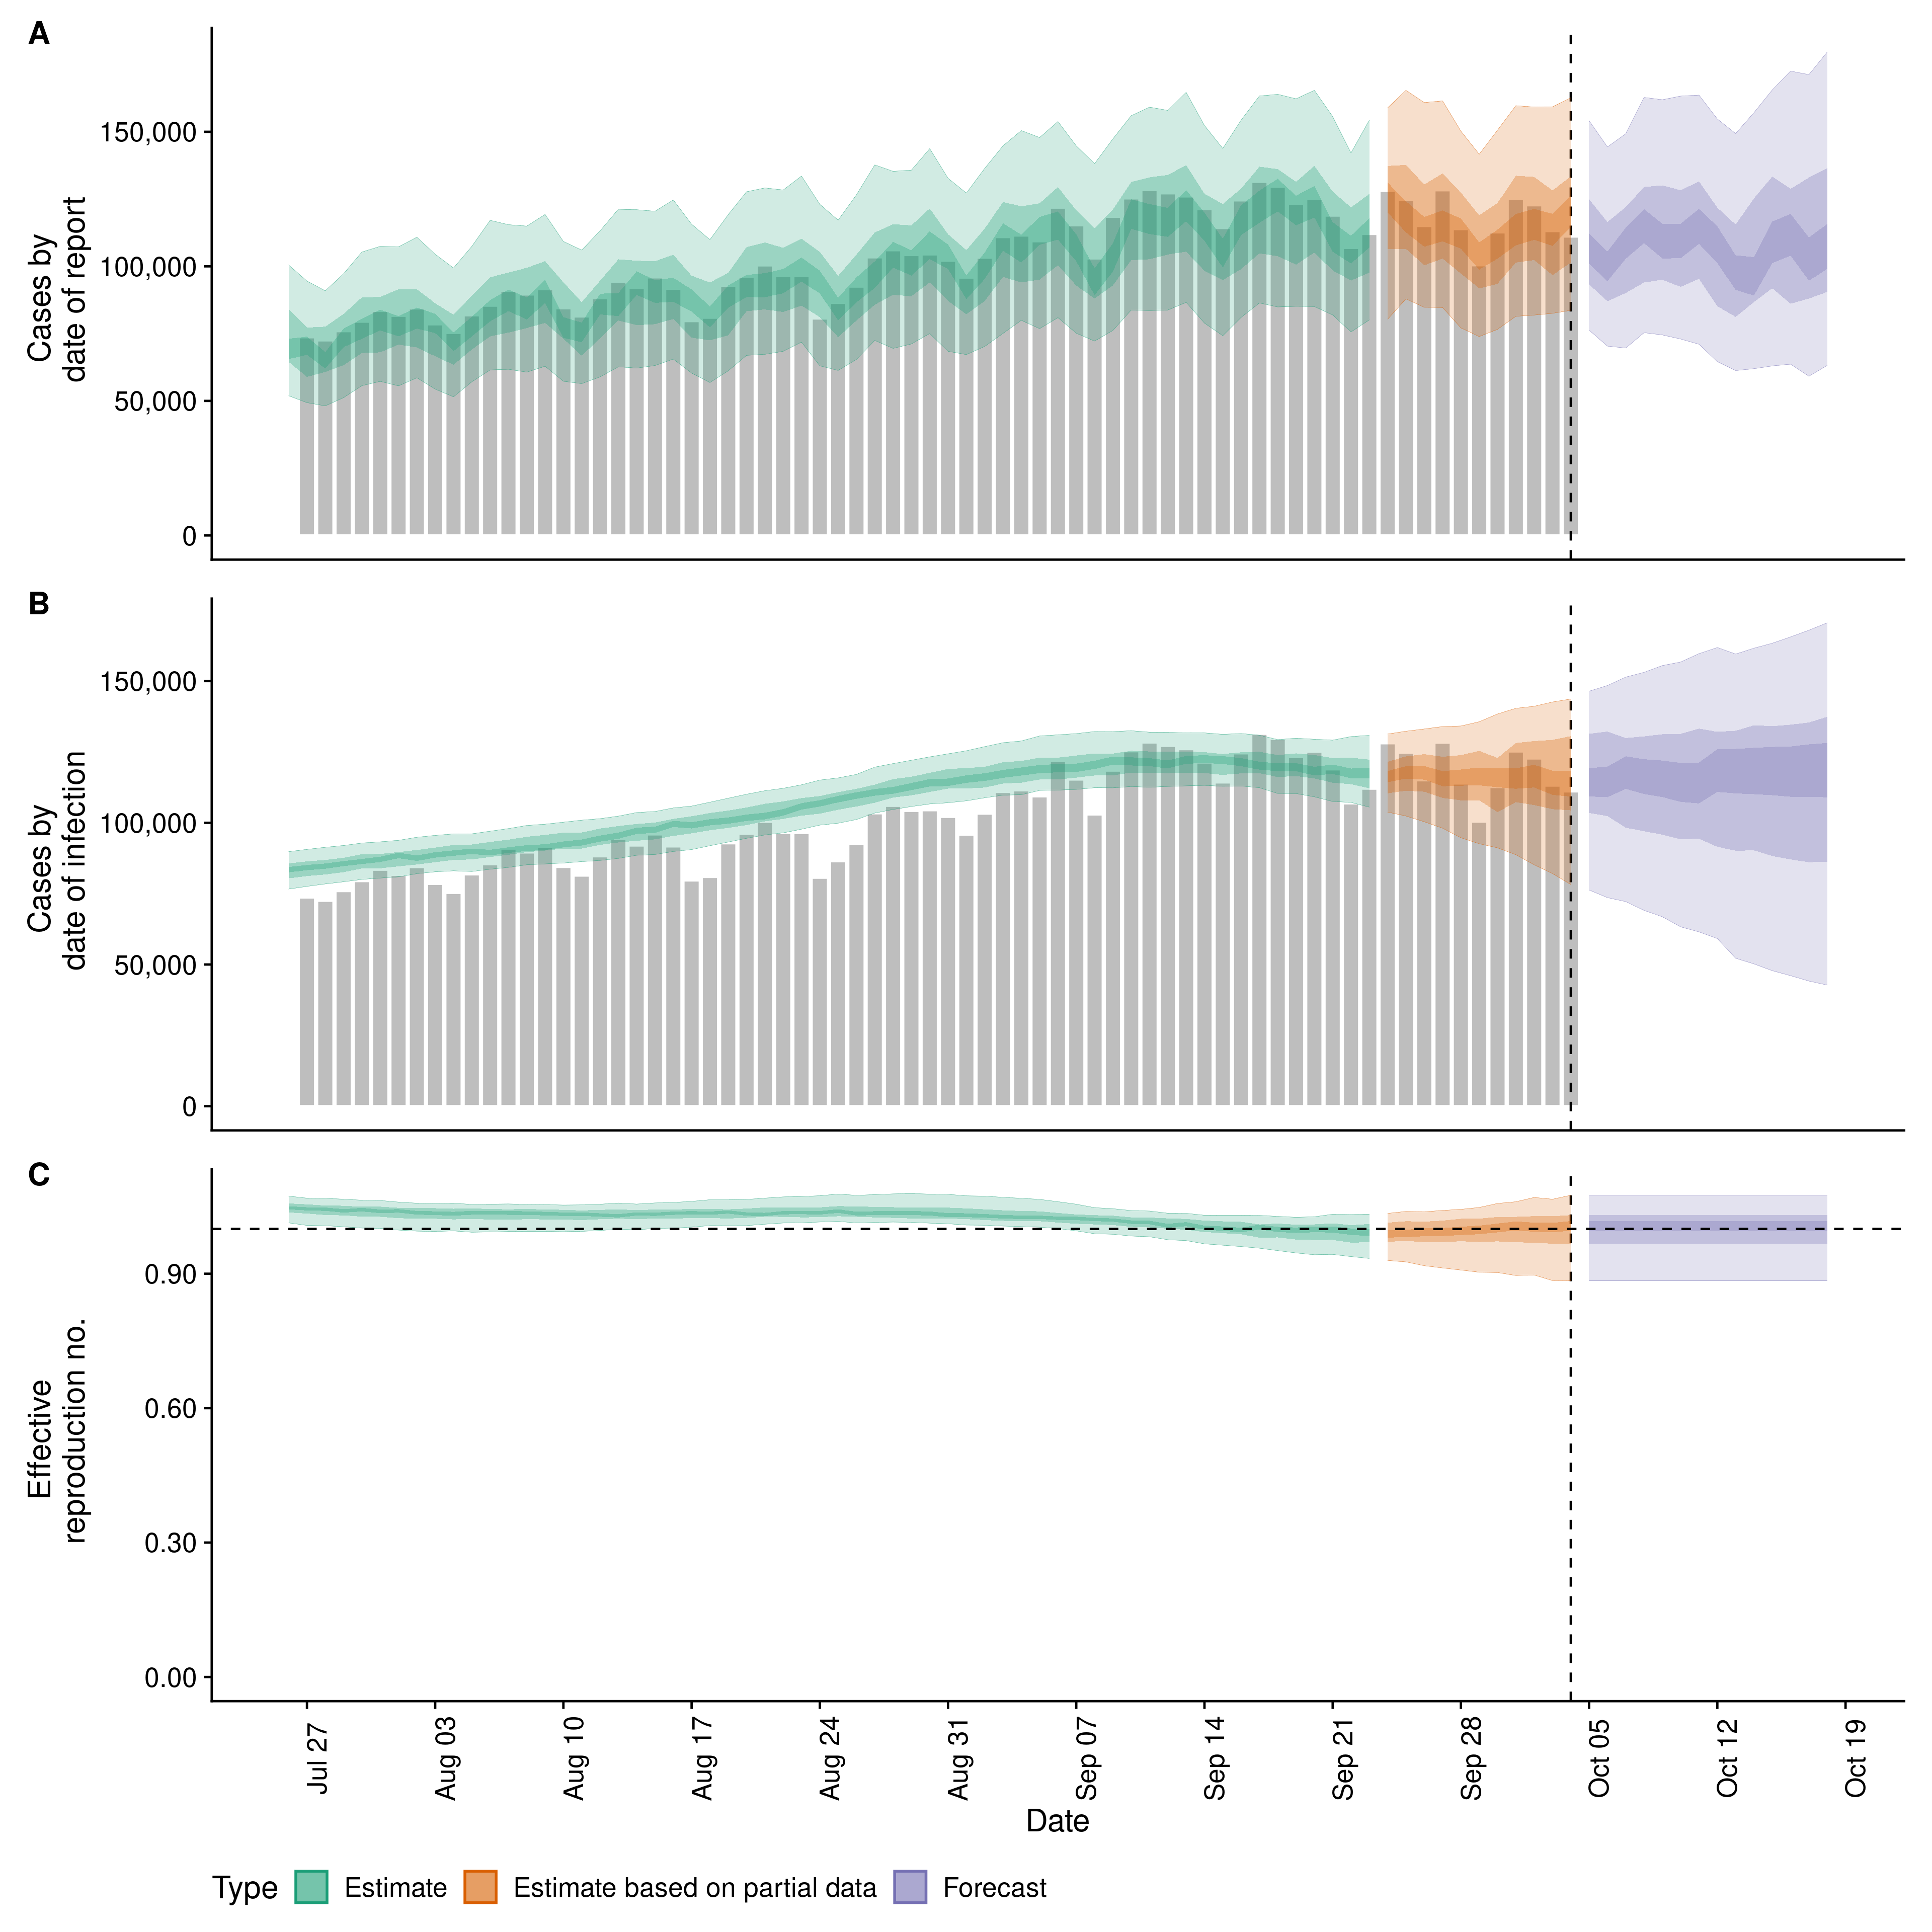 A
Cases by
date of report
150,000
100,000
50,000
0
B
Cases by
date of infection
150,000
100,000
50,000
0
C
Effective
reproduction no.
0.90
0.60
0.30
0.00
Jul 27
Aug 03
Aug 10
Aug 17
Aug 24
Aug 31
Sep 07
Sep 14
Sep 21
Sep 28
Oct 05
Oct 12
Oct 19
Date
Type Estimate Estimate based on partial data Forecast